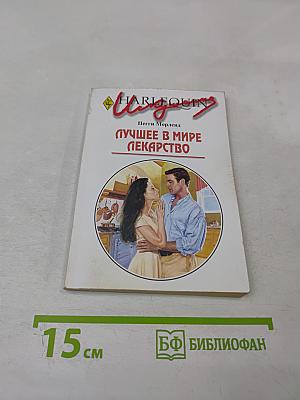 HARLEQUIN
Пегги Морленд
ЛУЧШЕЕ В МИРЕ
ЛЕКАРСТВО
15 см
БФ БИБЛИОФАН